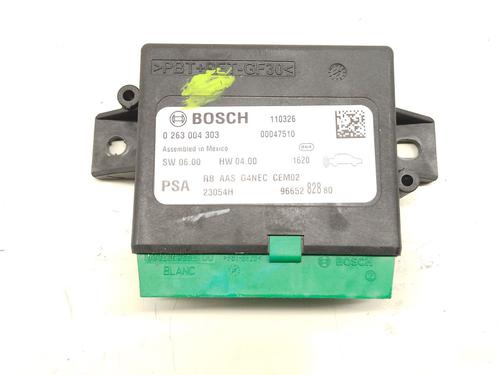 >PBT+PET-GF30<
BOSCH 110326
0 263 004 303 00047510
Assembled in Mexico
SW 06.00 HW 04.00 1620
PSA R8 AAS G4NEC CEM02
23054H 96652 828 80
BLANC
BOSCH